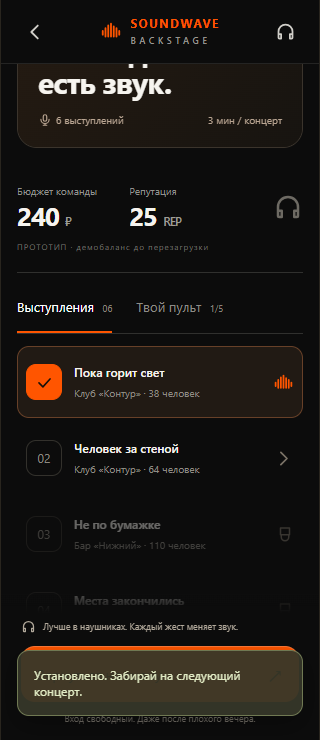 SOUNDWAVE
BACKSTAGE
есть звук.
6 выступлений
3 мин / концерт
Бюджет команды
Репутация
240 ₽
25 REP
ПРОТОТИП · демобаланс до перезагрузки
Выступления 06
Твой пульт 1/5
Пока горит свет
Клуб «Контур» · 38 человек
02
Человек за стеной
Клуб «Контур» · 64 человек
03
Не по бумажке
Бар «Нижний» · 110 человек
04
Места закончились
Лучше в наушниках. Каждый жест меняет звук.
Установлено. Забирай на следующий
концерт.
Вход свободный. Даже после плохого вечера.